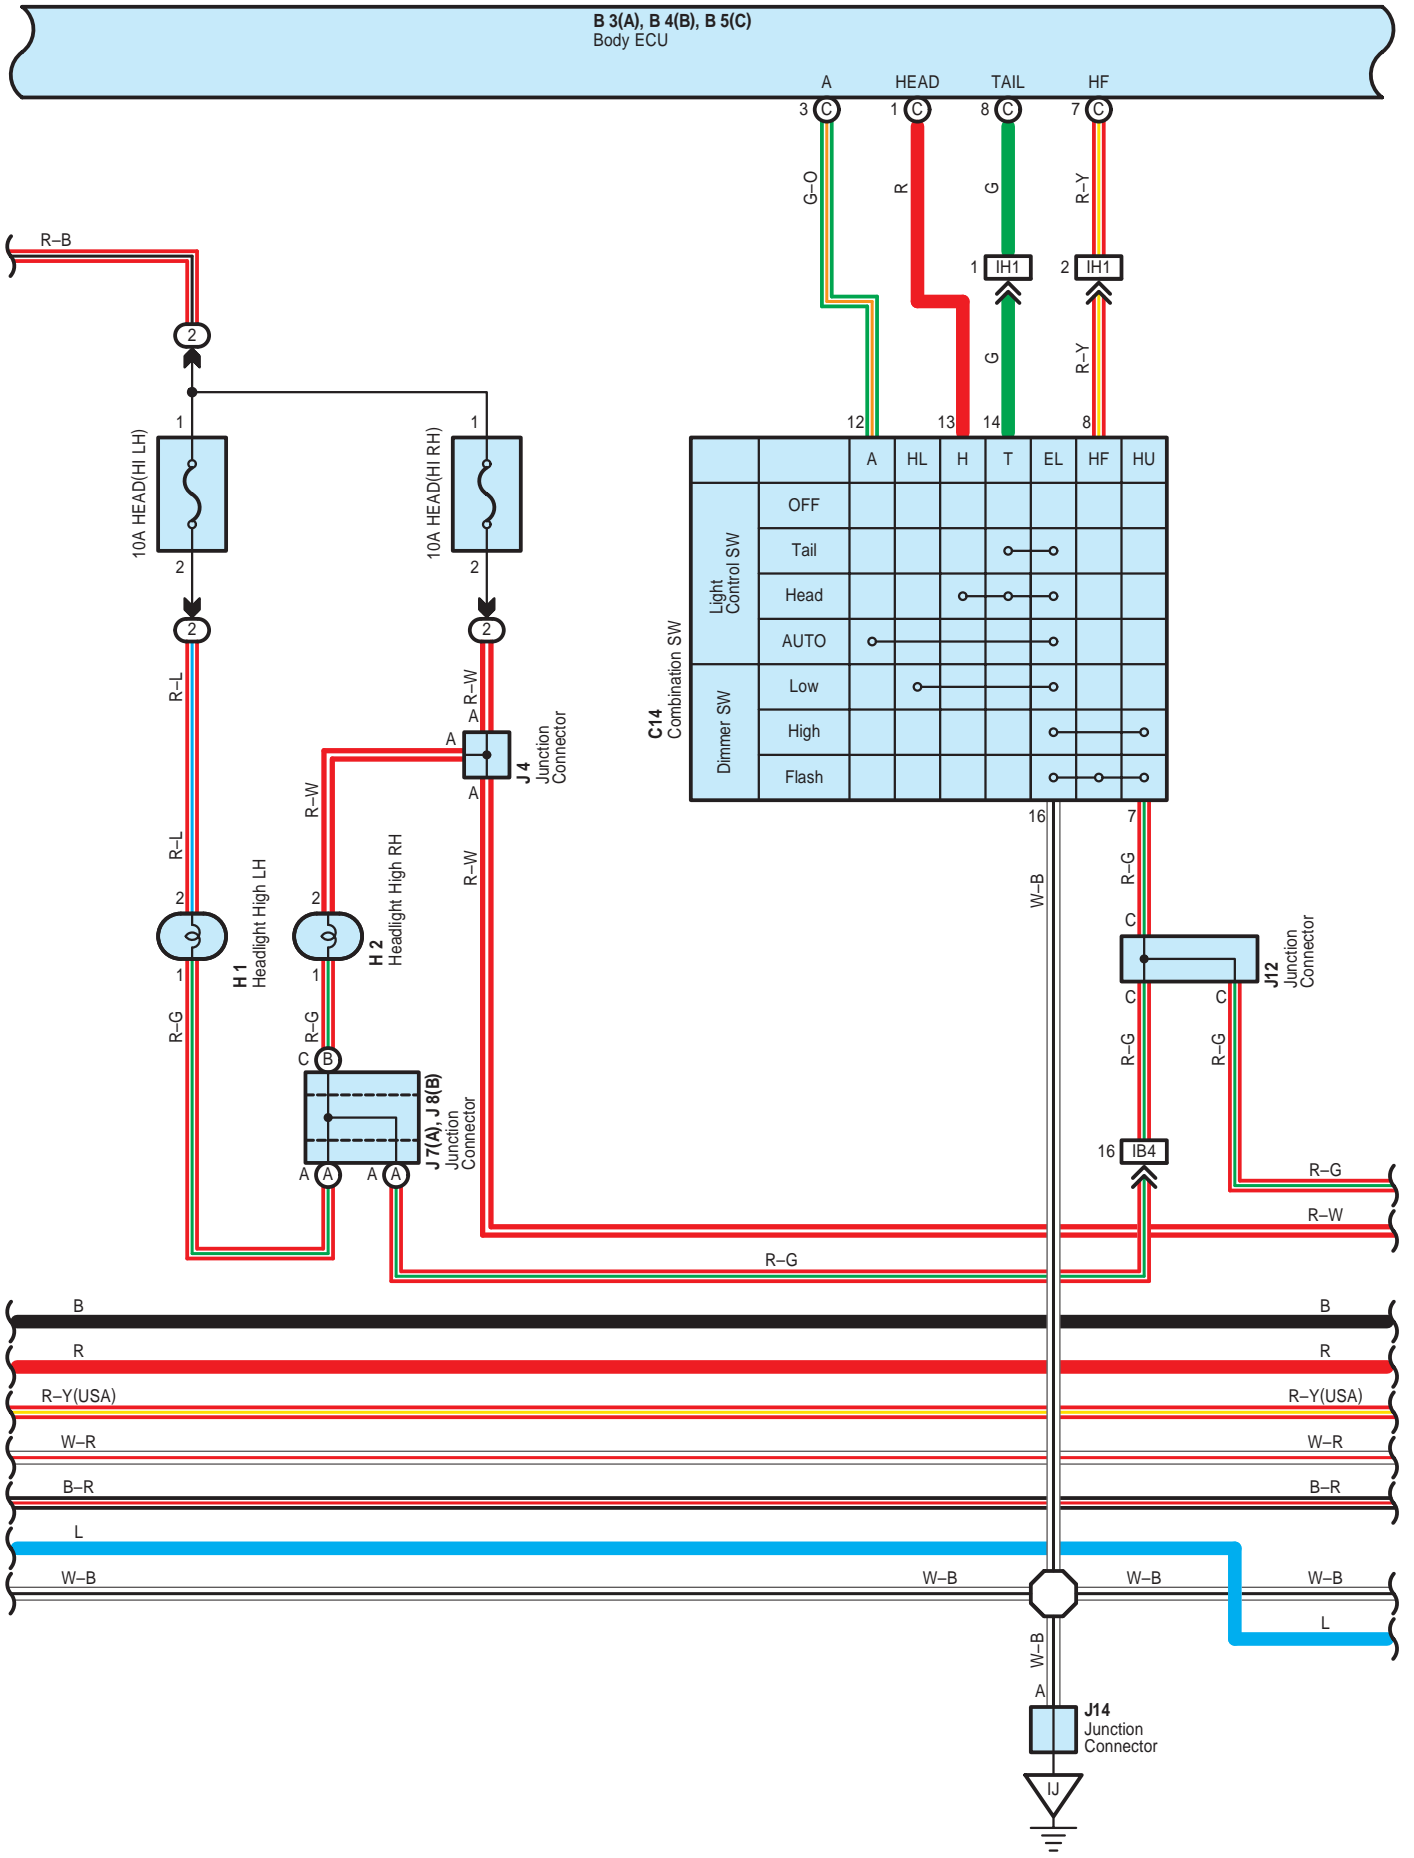 B 3(A), B 4(B), B 5(C)
Body ECU
A HEAD TAIL HF
3 C 1 C 8 C 7 C
G–O R G R–Y
R–B
1 IH1 2 IH1
2
G R–Y
1 1 12 13 14 8
10A HEAD(HI LH)
10A HEAD(HI RH)
A HL H T EL HF HU
OFF
Tail
Head
AUTO
Low
High
Flash
Light
Control SW
Dimmer SW
C14
Combination SW
2 2
2 2
R–L R–W
A
A
A
J 4
Junction
Connector
R–W
R–L R–W
16 7
W–B R–G
2 2
H 1
Headlight High LH
H 2
Headlight High RH
1 1
C
J12
Junction
Connector
C C
R–G R–G R–G R–G
C B
J 7(A), J 8(B)
Junction
Connector
A A A A
16 IB4
R–G
R–W
R–G
B B
R R
R–Y(USA) R–Y(USA)
W–R W–R
B–R B–R
L
W–B W–B W–B W–B
L
W–B
A
J14
Junction
Connector
IJ